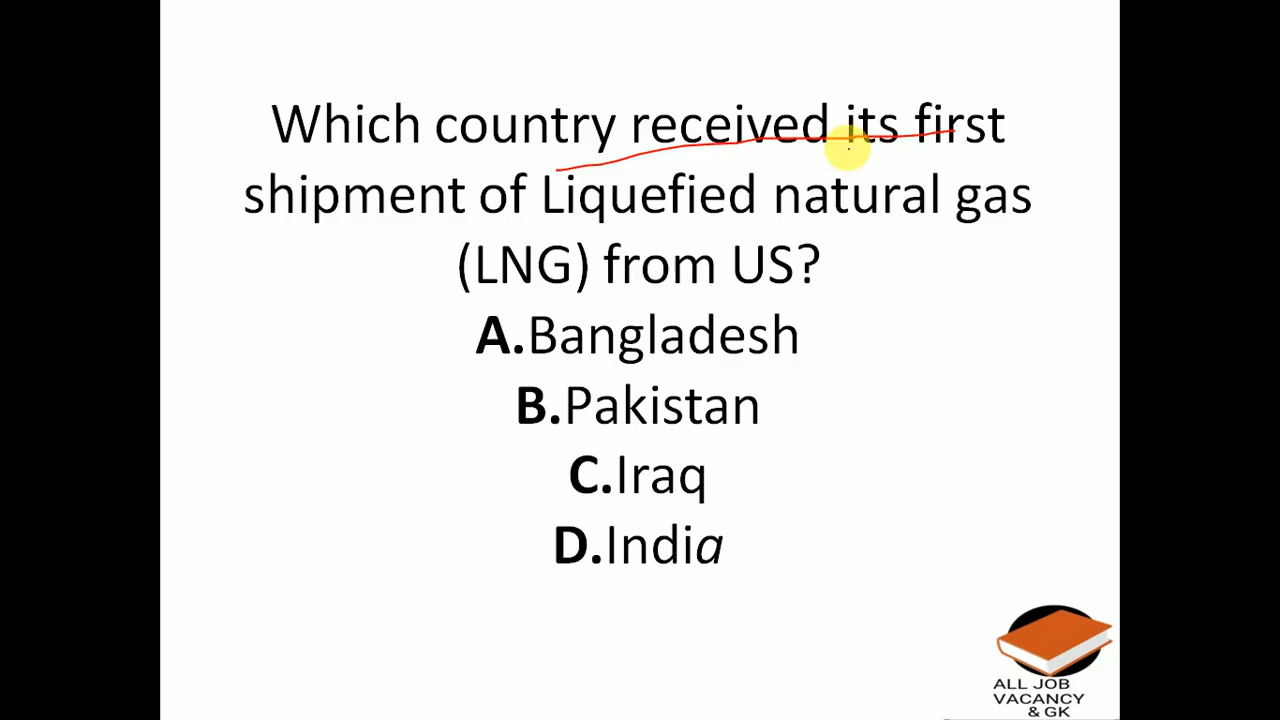 Which country received its first
shipment of Liquefied natural gas
(LNG) from US?
A.Bangladesh
B.Pakistan
C.Iraq
D.India
ALL JOB
VACANCY
& GK